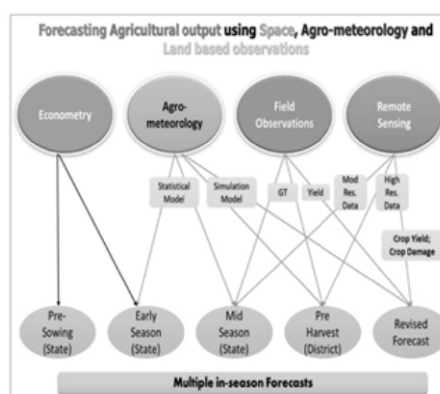 Forecasting Agricultural output using Space, Agro-meteorology and
Land based observations
Econometry
Agro-
meteorology
Field
Observations
Remote
Sensing
Statistical
Model
Simulation
Model
GT
Yield
Mod
Res.
Data
High
Res.
Data
Crop Yield;
Crop Damage
Pre-
Sowing
(State)
Early
Season
(State)
Mid
Season
(State)
Pre
Harvest
(District)
Revised
Forecast
Multiple in-season Forecasts